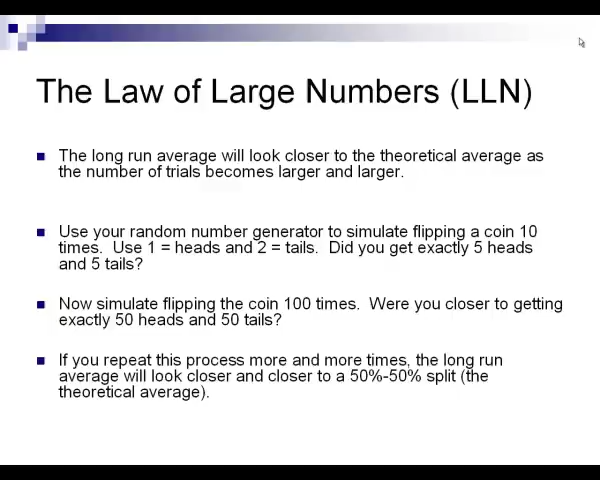 The Law of Large Numbers (LLN)
The long run average will look closer to the theoretical average as
the number of trials becomes larger and larger.
Use your random number generator to simulate flipping a coin 10
times.  Use 1 = heads and 2 = tails.  Did you get exactly 5 heads
and 5 tails?
Now simulate flipping the coin 100 times.  Were you closer to getting
exactly 50 heads and 50 tails?
If you repeat this process more and more times, the long run
average will look closer and closer to a 50%-50% split (the
theoretical average).